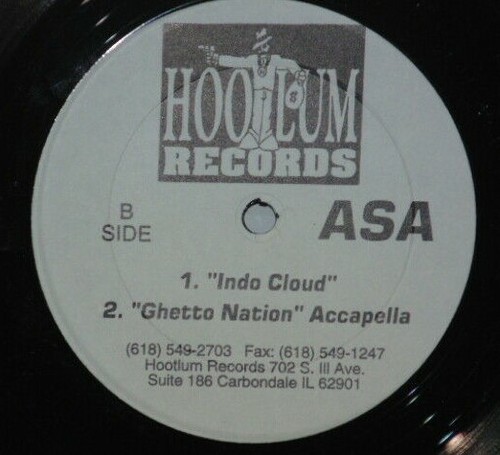 HOOTLUM
RECORDS
B
SIDE
ASA
1. "Indo Cloud"
2. "Ghetto Nation" Accapella
(618) 549-2703 Fax: (618) 549-1247
Hootlum Records 702 S. Ill Ave.
Suite 186 Carbondale IL 62901